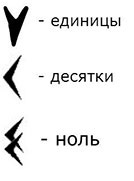 - единицы
- десятки
- ноль